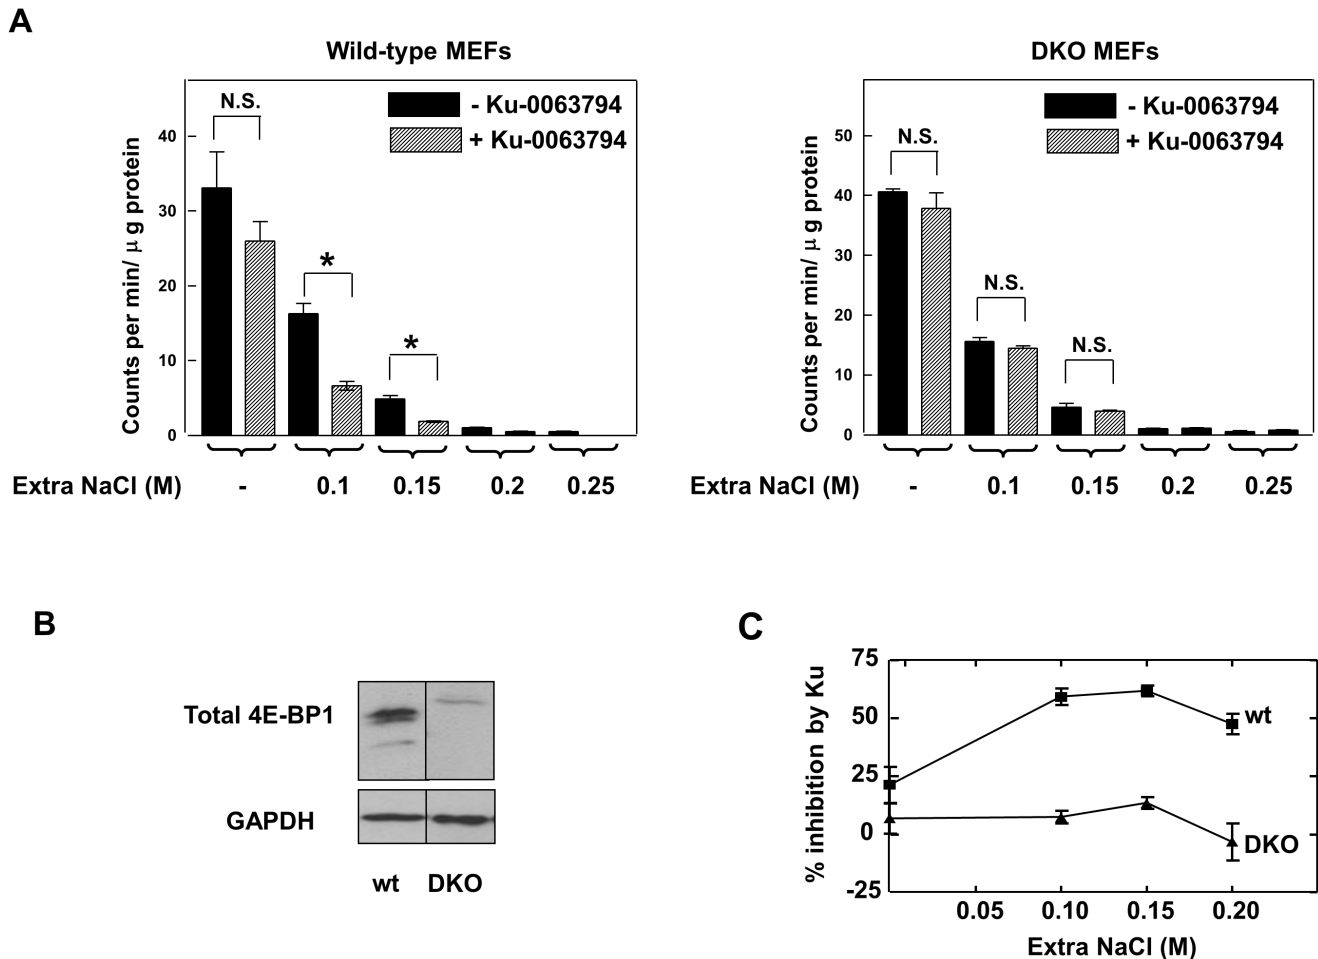 A
Wild-type MEFs
N.S.
- Ku-0063794
+ Ku-0063794
40
30
20
10
0
*
*
Counts per min/ μ g protein
Extra NaCl (M)
-
0.1
0.15
0.2
0.25
DKO MEFs
- Ku-0063794
+ Ku-0063794
N.S.
N.S.
N.S.
50
40
30
20
10
0
Counts per min/ μ g protein
Extra NaCl (M)
-
0.1
0.15
0.2
0.25
B
Total 4E-BP1
GAPDH
wt
DKO
C
75
50
25
0
-25
% inhibition by Ku
wt
DKO
0.05
0.10
0.15
0.20
Extra NaCl (M)